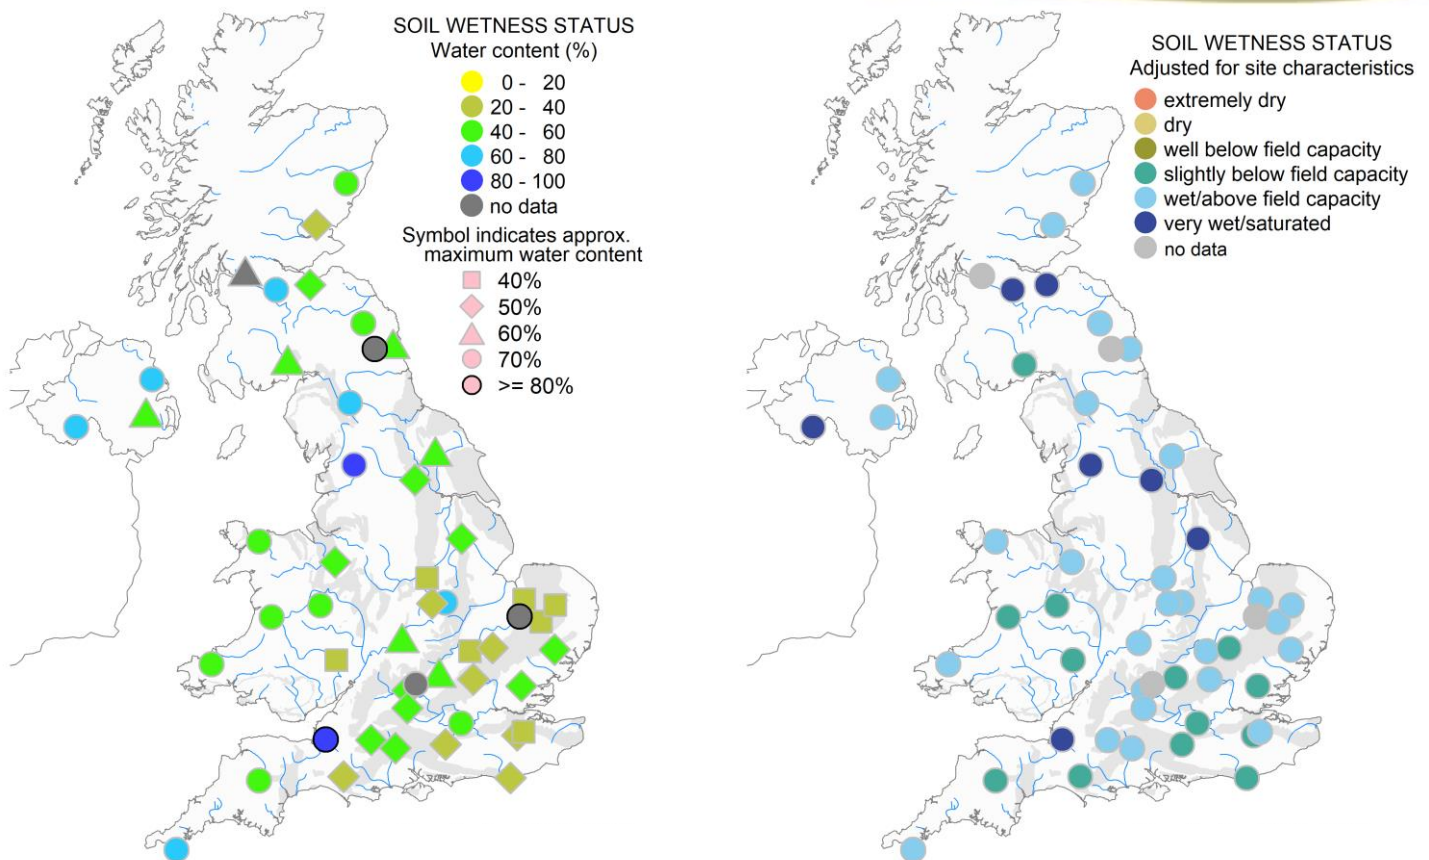 SOIL WETNESS STATUS
Water content (%)
0 - 20
20 - 40
40 - 60
60 - 80
80 - 100
no data
Symbol indicates approx.
maximum water content
40%
50%
60%
70%
>= 80%
SOIL WETNESS STATUS
Adjusted for site characteristics
extremely dry
dry
well below field capacity
slightly below field capacity
wet/above field capacity
very wet/saturated
no data